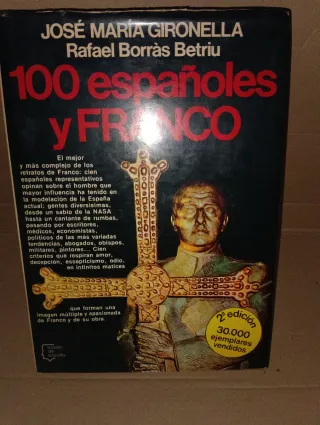 JOSÉ MARÍA GIRONELLA
Rafael Borràs Betriu
100 españoles
y FRANCO
El mejor
y más complejo de los
retratos de Franco: cien
españoles representativos
opinan sobre el hombre que
mayor influencia ha tenido en
la modelación de la España
actual; gentes diversísimas,
desde un sabio de la NASA
hasta un cantante de rumbas,
pasando por escritores,
médicos, economistas,
políticos de las más variadas
tendencias, abogados, obispos,
militares, pintores... Cien
criterios que respiran amor,
decepción, escepticismo, odio,
en infinitos matices
que forman una
imagen múltiple y apasionada
de Franco y de su obra.
2ª edición
30.000
ejemplares
vendidos
espejo de
españa